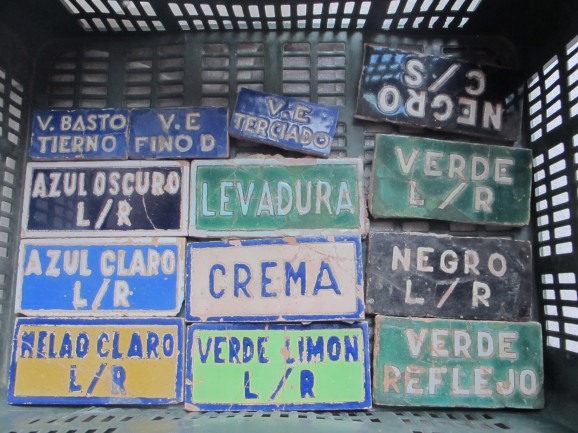 V. BASTO
TIERNO
V.E
FINO D
V.E
TERCIADO
NEGRO
C/S
AZUL OSCURO
L/R
LEVADURA
VERDE
L/R
AZUL CLARO
L/R
CREMA
NEGRO
L/R
MELAO CLARO
L/R
VERDE LIMON
L/R
VERDE
REFLEJO